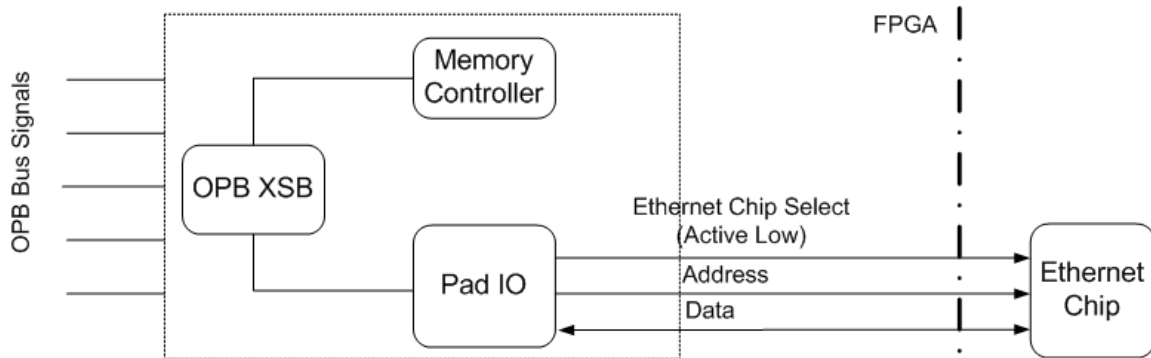 OPB Bus Signals
Memory
Controller
OPB XSB
Pad IO
Ethernet Chip Select
(Active Low)
Address
Data
FPGA
Ethernet
Chip